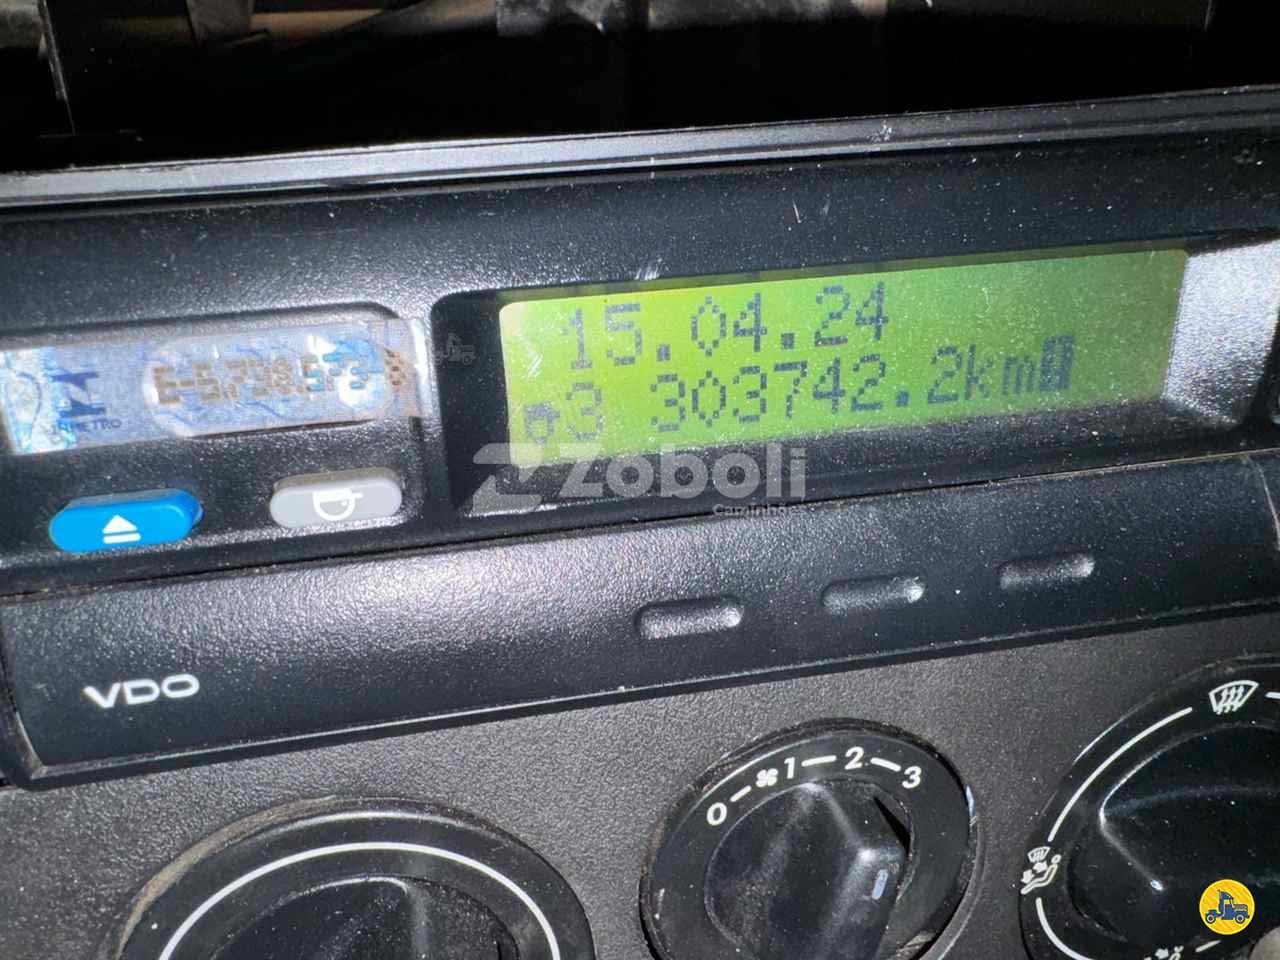 15.04.24
3 303742.2km
INMETRO
Zoboli
Caminhões
VDO
0 1 2 3